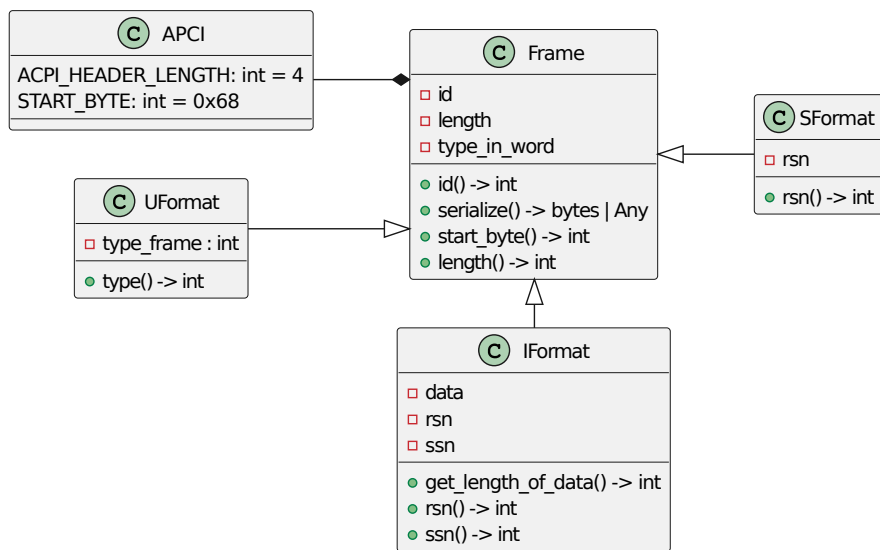 C APCI
ACPI_HEADER_LENGTH: int = 4
START_BYTE: int = 0x68
C Frame
id
length
type_in_word
id() -> int
serialize() -> bytes | Any
start_byte() -> int
length() -> int
C SFormat
rsn
rsn() -> int
C UFormat
type_frame : int
type() -> int
C IFormat
data
rsn
ssn
get_length_of_data() -> int
rsn() -> int
ssn() -> int